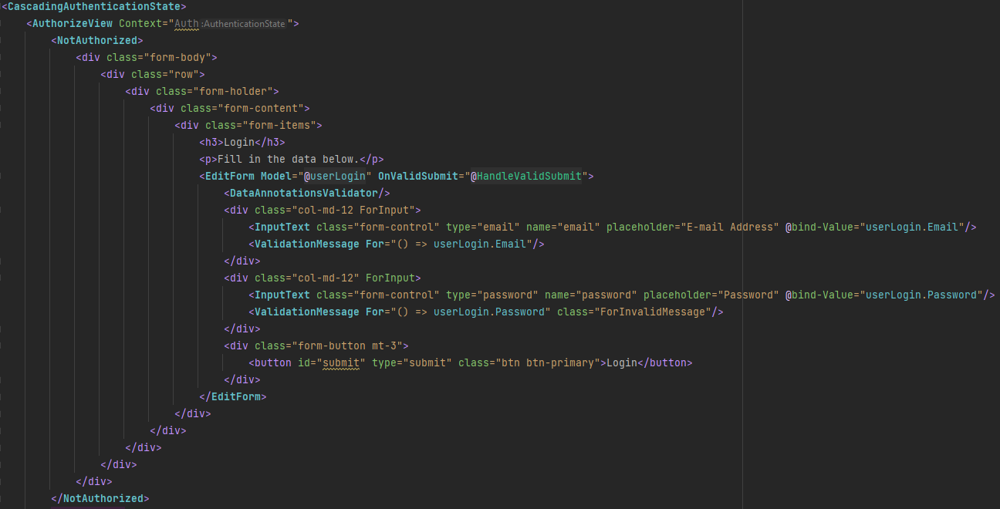 <CascadingAuthenticationState>
<AuthorizeView Context="Auth :AuthenticationState ">
<NotAuthorized>
<div class="form-body">
<div class="row">
<div class="form-holder">
<div class="form-content">
<div class="form-items">
<h3>Login</h3>
<p>Fill in the data below.</p>
<EditForm Model="@userLogin" OnValidSubmit="@HandleValidSubmit">
<DataAnnotationsValidator/>
<div class="col-md-12 ForInput">
<InputText class="form-control" type="email" name="email" placeholder="E-mail Address" @bind-Value="userLogin.Email"/>
<ValidationMessage For="() => userLogin.Email"/>
</div>
<div class="col-md-12" ForInput>
<InputText class="form-control" type="password" name="password" placeholder="Password" @bind-Value="userLogin.Password"/>
<ValidationMessage For="() => userLogin.Password" class="ForInvalidMessage"/>
</div>
<div class="form-button mt-3">
<button id="submit" type="submit" class="btn btn-primary">Login</button>
</div>
</EditForm>
</div>
</div>
</div>
</div>
</div>
</NotAuthorized>